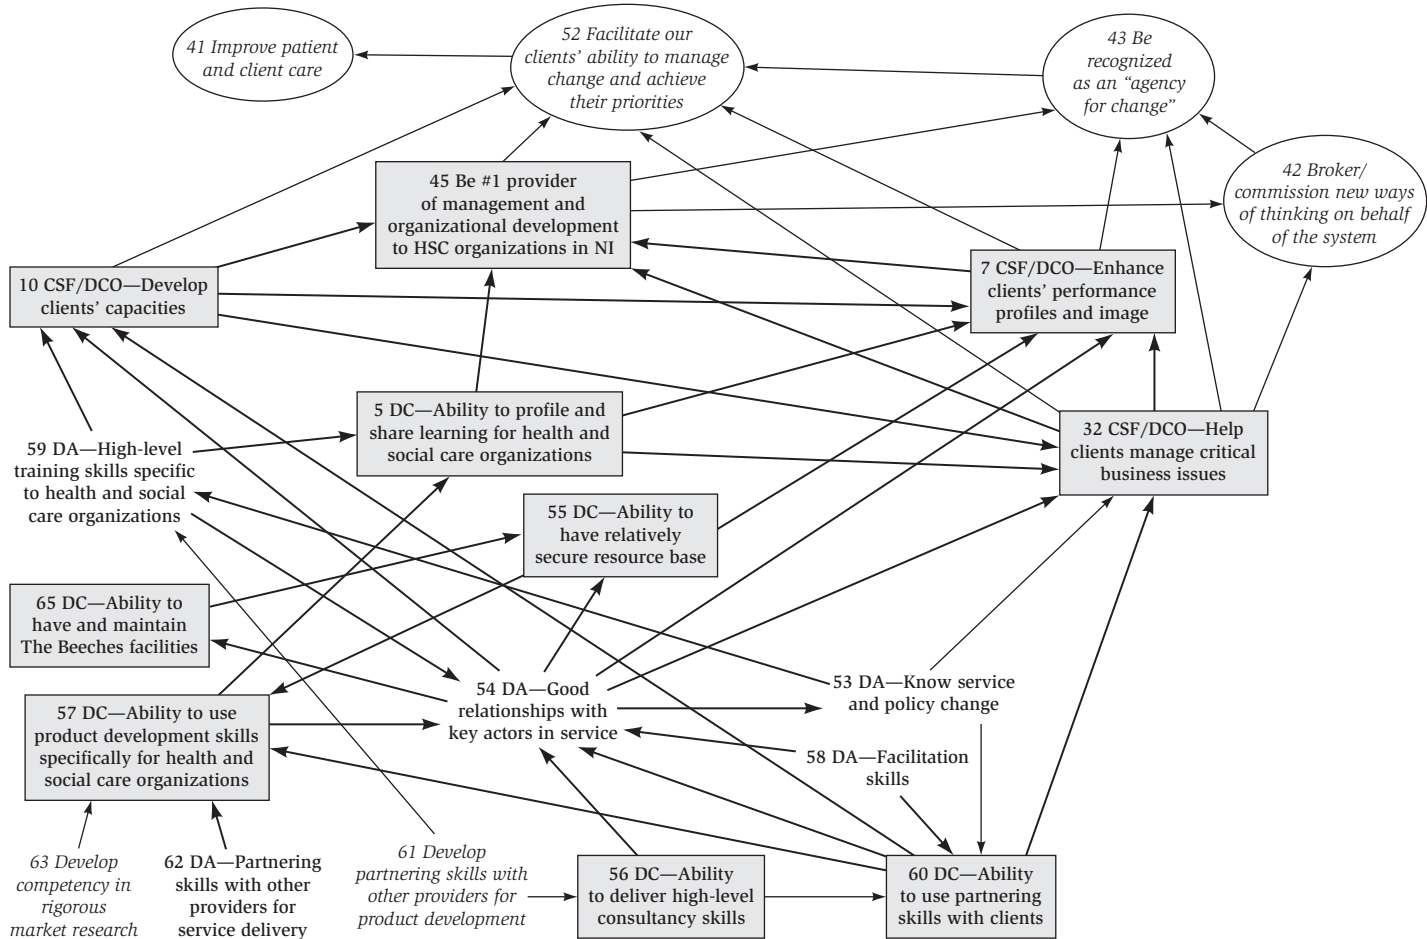 41 Improve patient
and client care
52 Facilitate our
clients’ ability to manage
change and achieve
their priorities
43 Be
recognized
as an “agency
for change”
42 Broker/
commission new ways
of thinking on behalf
of the system
45 Be #1 provider
of management and
organizational development
to HSC organizations in NI
10 CSF/DCO—Develop
clients’ capacities
7 CSF/DCO—Enhance
clients’ performance
profiles and image
5 DC—Ability to profile and
share learning for health and
social care organizations
32 CSF/DCO—Help
clients manage critical
business issues
59 DA—High-level
training skills specific
to health and social
care organizations
55 DC—Ability to
have relatively
secure resource base
65 DC—Ability to
have and maintain
The Beeches facilities
54 DA—Good
relationships with
key actors in service
53 DA—Know service
and policy change
57 DC—Ability to use
product development skills
specifically for health and
social care organizations
58 DA—Facilitation
skills
63 Develop
competency in
rigorous
market research
62 DA—Partnering
skills with other
providers for
service delivery
61 Develop
partnering skills with
other providers for
product development
56 DC—Ability
to deliver high-level
consultancy skills
60 DC—Ability
to use partnering
skills with clients